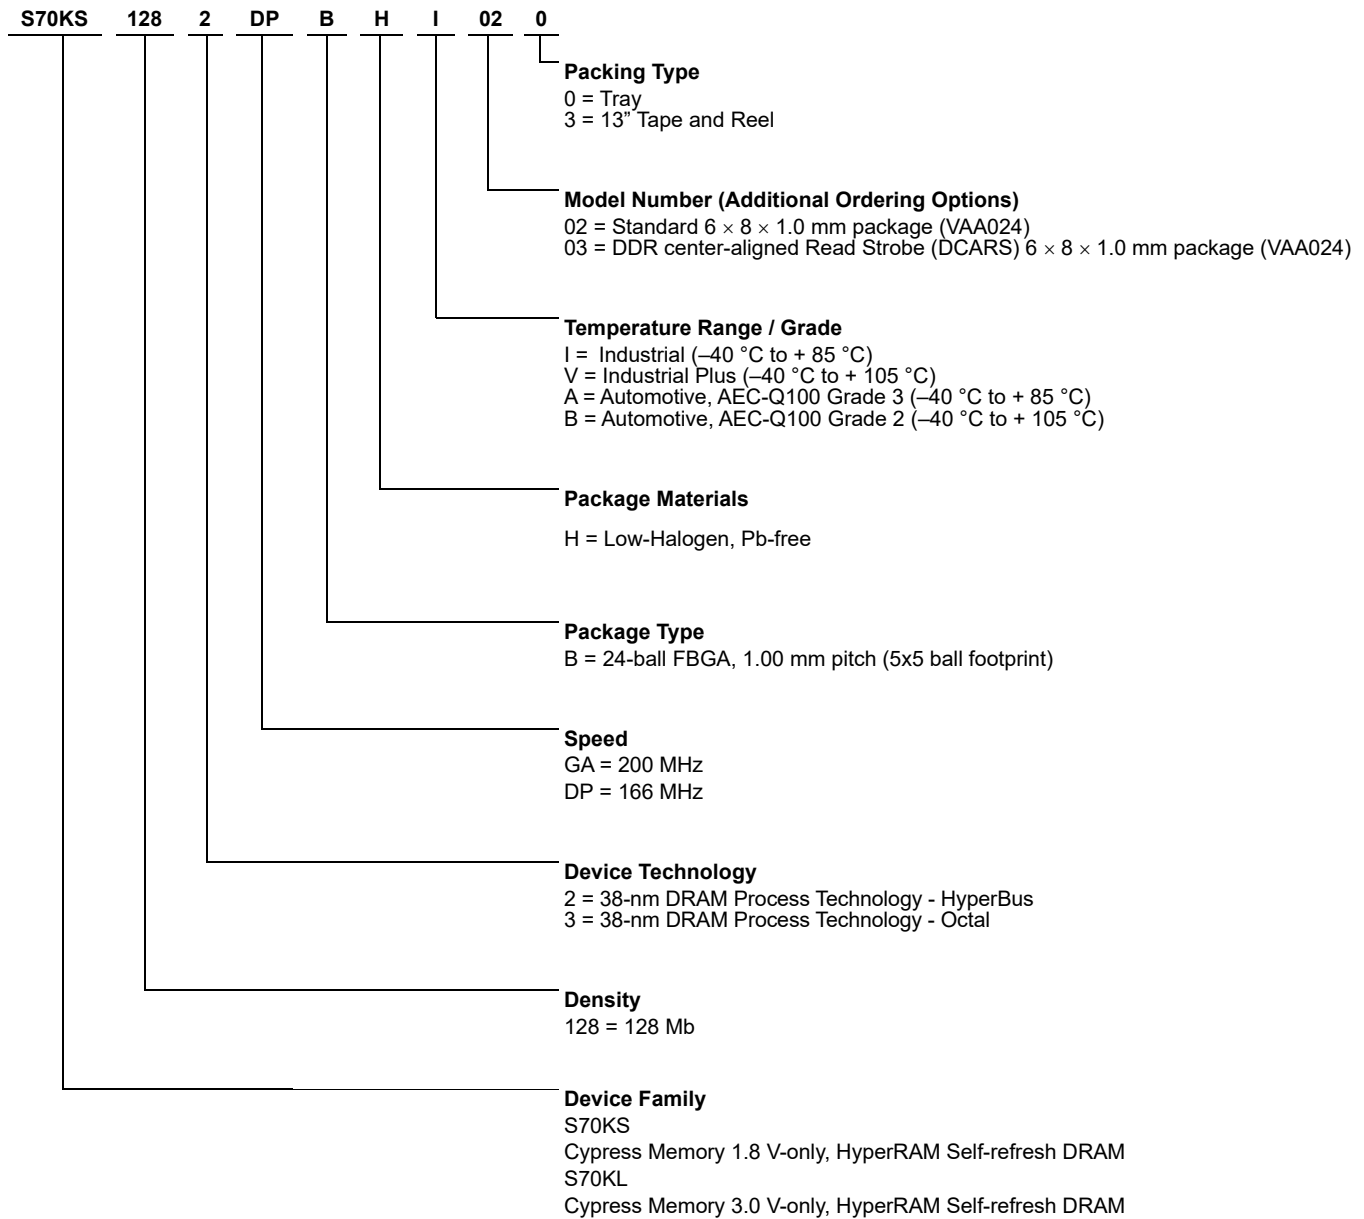 S70KS 128 2 DP B H I 02 0
Packing Type
0 = Tray
3 = 13” Tape and Reel
Model Number (Additional Ordering Options)
02 = Standard 6 × 8 × 1.0 mm package (VAA024)
03 = DDR center-aligned Read Strobe (DCARS) 6 × 8 × 1.0 mm package (VAA024)
Temperature Range / Grade
I = Industrial (–40 °C to + 85 °C)
V = Industrial Plus (–40 °C to + 105 °C)
A = Automotive, AEC-Q100 Grade 3 (–40 °C to + 85 °C)
B = Automotive, AEC-Q100 Grade 2 (–40 °C to + 105 °C)
Package Materials
H = Low-Halogen, Pb-free
Package Type
B = 24-ball FBGA, 1.00 mm pitch (5x5 ball footprint)
Speed
GA = 200 MHz
DP = 166 MHz
Device Technology
2 = 38-nm DRAM Process Technology - HyperBus
3 = 38-nm DRAM Process Technology - Octal
Density
128 = 128 Mb
Device Family
S70KS
Cypress Memory 1.8 V-only, HyperRAM Self-refresh DRAM
S70KL
Cypress Memory 3.0 V-only, HyperRAM Self-refresh DRAM